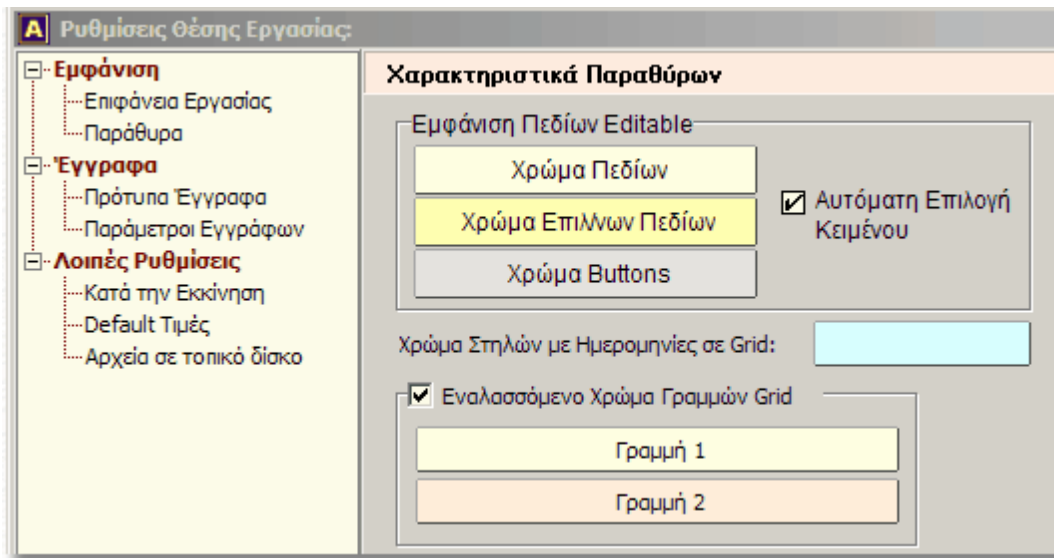 A Ρυθμίσεις Θέσης Εργασίας:
Εμφάνιση
Επιφάνεια Εργασίας
Παράθυρα
Έγγραφα
Πρότυπα Έγγραφα
Παράμετροι Εγγράφων
Λοιπές Ρυθμίσεις
Κατά την Εκκίνηση
Default Τιμές
Αρχεία σε τοπικό δίσκο
Χαρακτηριστικά Παραθύρων
Εμφάνιση Πεδίων Editable
Χρώμα Πεδίων
Χρώμα Επιλ/νων Πεδίων
Χρώμα Buttons
Αυτόματη Επιλογή
Κειμένου
Χρώμα Στηλών με Ημερομηνίες σε Grid:
Εναλασσόμενο Χρώμα Γραμμών Grid
Γραμμή 1
Γραμμή 2